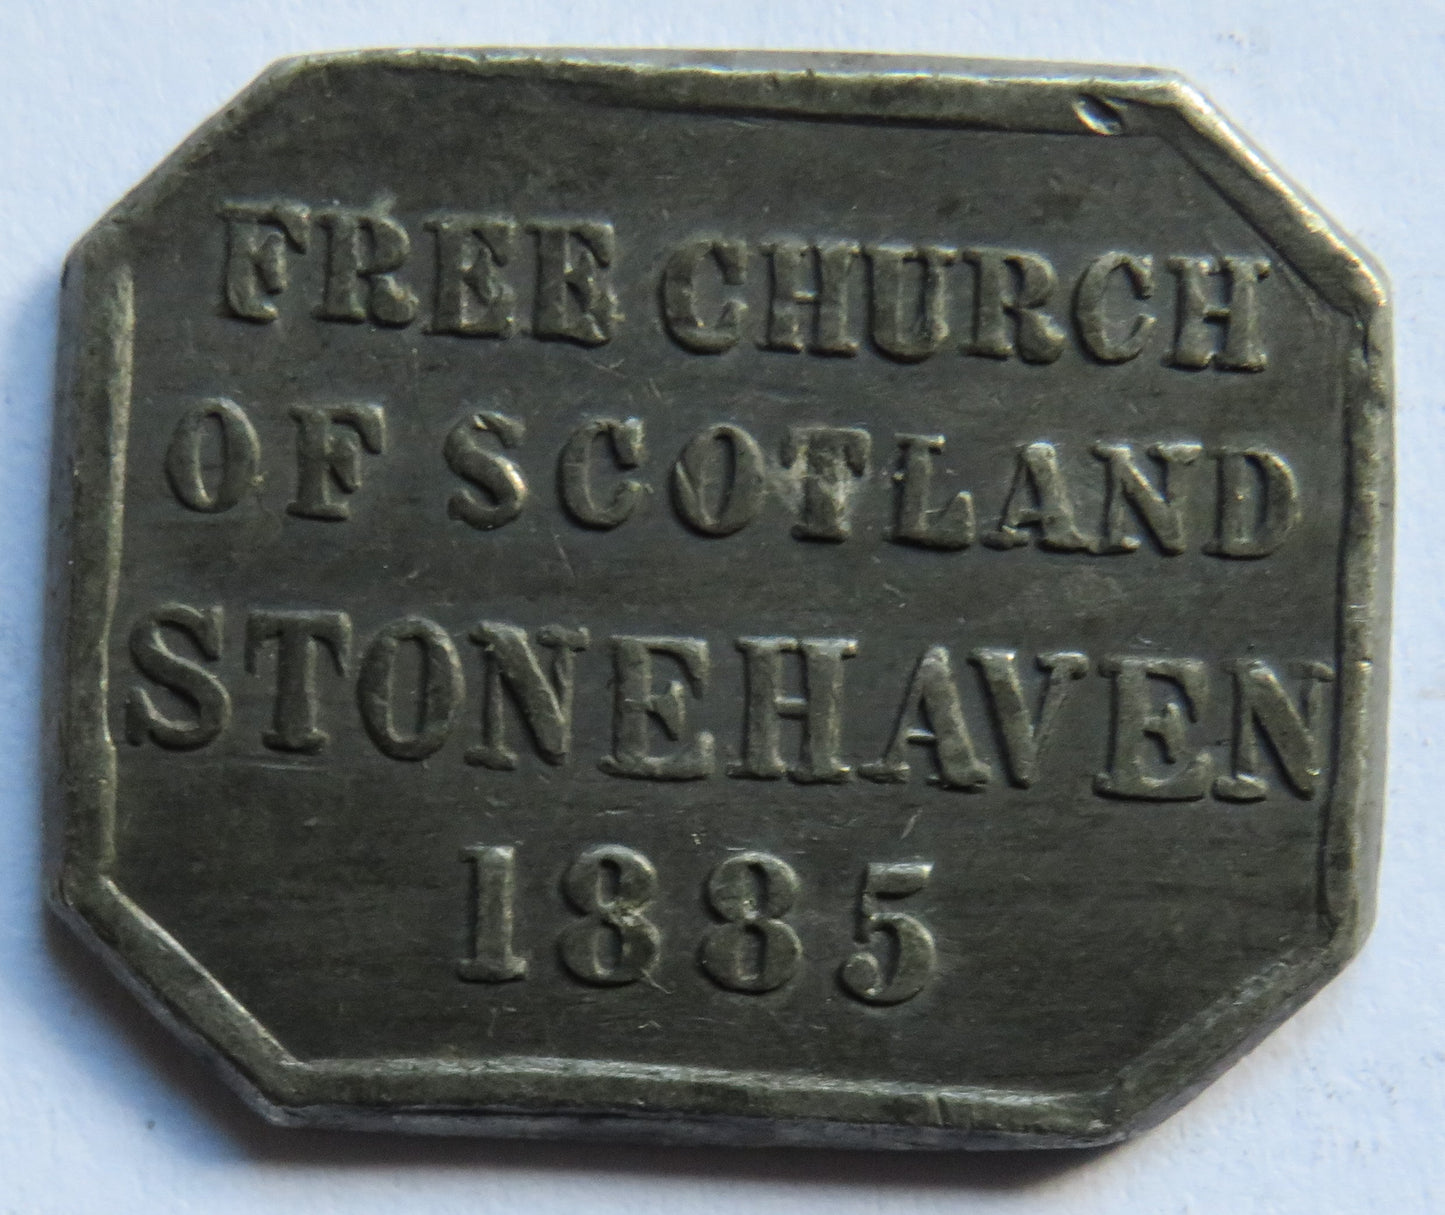 FREE CHURCH
OF SCOTLAND
STONEHAVEN
1885